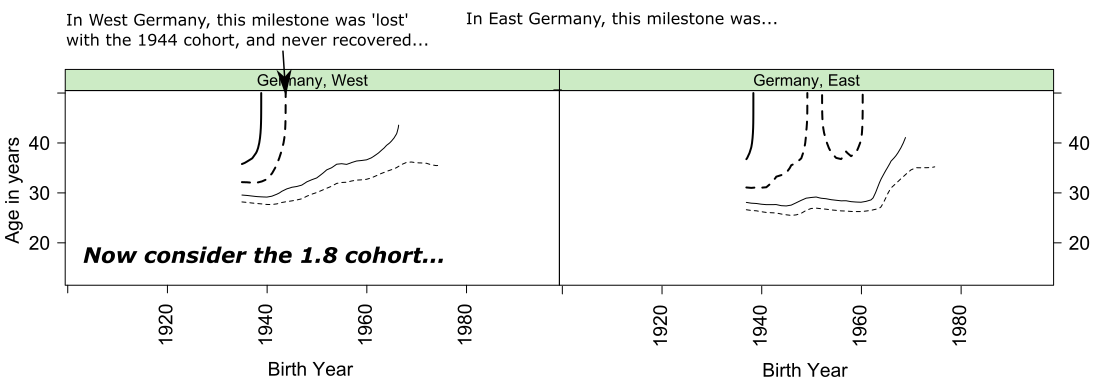 In West Germany, this milestone was 'lost'
with the 1944 cohort, and never recovered...
In East Germany, this milestone was...
Germany, West
Germany, East
Age in years
40
30
20
40
30
20
Now consider the 1.8 cohort...
1920
1940
1960
1980
1920
1940
1960
1980
Birth Year
Birth Year